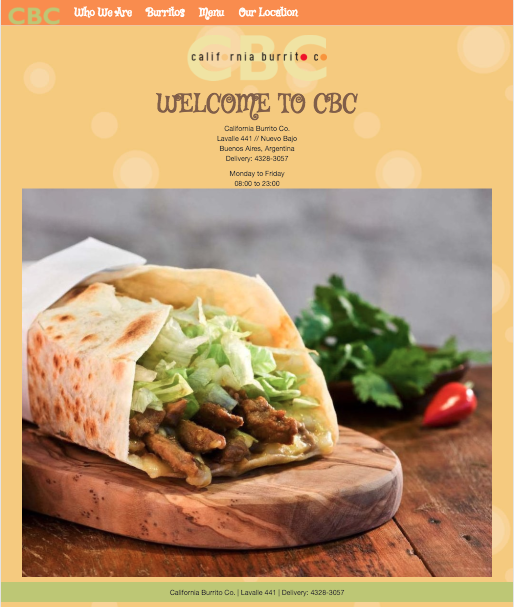 CBC Who We Are Burritos Menu Our Location
CBC
california burrito co
WELCOME TO CBC
California Burrito Co.
Lavalle 441 // Nuevo Bajo
Buenos Aires, Argentina
Delivery: 4328-3057
Monday to Friday
08:00 to 23:00
California Burrito Co. | Lavalle 441 | Delivery: 4328-3057